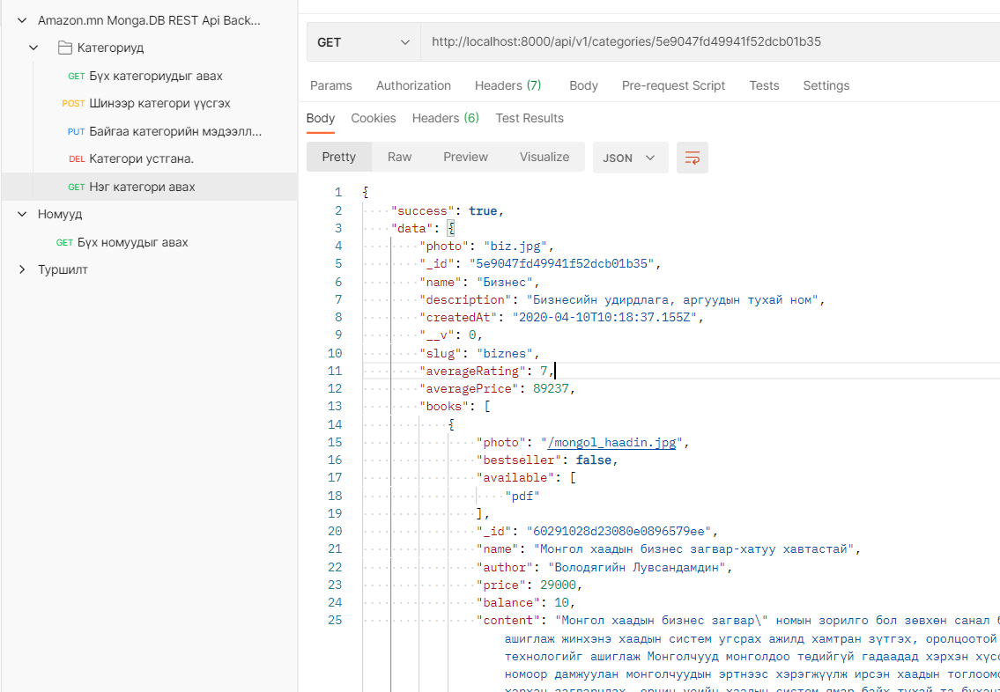 Amazon.mn Monga.DB REST Api Back...
Категориуд
GET Бүх категориудыг авах
POST Шинээр категори үүсгэх
PUT Байгаа категорийн мэдээлл...
DEL Категори устгана.
GET Нэг категори авах
Номууд
GET Бүх номуудыг авах
Туршилт
GET http://localhost:8000/api/v1/categories/5e9047fd49941f52dcb01b35
Params Authorization Headers (7) Body Pre-request Script Tests Settings
Body Cookies Headers (6) Test Results
Pretty Raw Preview Visualize JSON
1 {
2 "success": true,
3 "data": {
4 "photo": "biz.jpg",
5 "_id": "5e9047fd49941f52dcb01b35",
6 "name": "Бизнес",
7 "description": "Бизнесийн удирдлага, аргуудын тухай ном",
8 "createdAt": "2020-04-10T10:18:37.155Z",
9 "__v": 0,
10 "slug": "biznes",
11 "averageRating": 7,
12 "averagePrice": 89237,
13 "books": [
14 {
15 "photo": "/mongol_haadin.jpg",
16 "bestseller": false,
17 "available": [
18 "pdf"
19 ],
20 "_id": "60291028d23080e0896579ee",
21 "name": "Монгол хаадын бизнес загвар-хатуу хавтастай",
22 "author": "Володягийн Лувсандамдин",
23 "price": 29000,
24 "balance": 10,
25 "content": "Монгол хаадын бизнес загвар\" номын зорилго бол зөвхөн санал
ашиглаж жинхэнэ хаадын систем угсрах ажилд хамтран зүтгэх, оролцоотой
технологийг ашиглаж Монголчууд монголдоо төдийгүй гадаадад хэрхэн
номоор дамжуулан монголчуудын эртнээс хэрэгжүүлж ирсэн хаадын